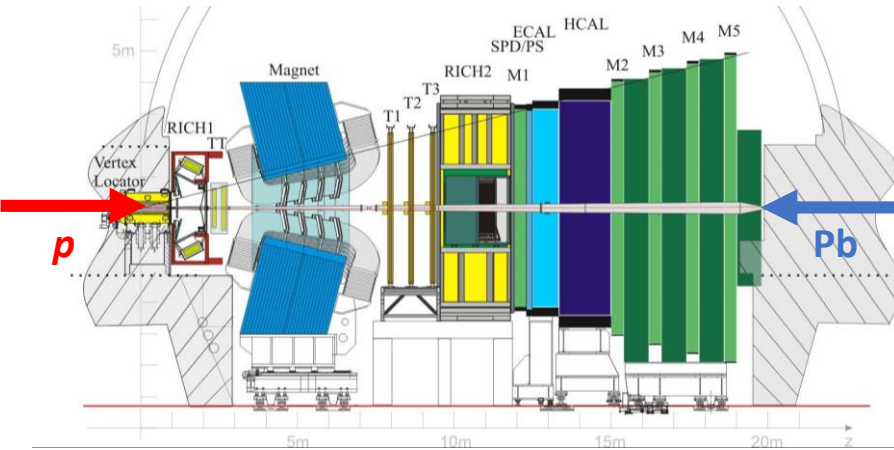 HCAL
ECAL
SPD/PS
M5
M4
M3
M2
M1
RICH2
T3
T2
T1
5m
Magnet
RICH1
TT
Vertex
Locator
p
Pb
5m
10m
15m
20m
z